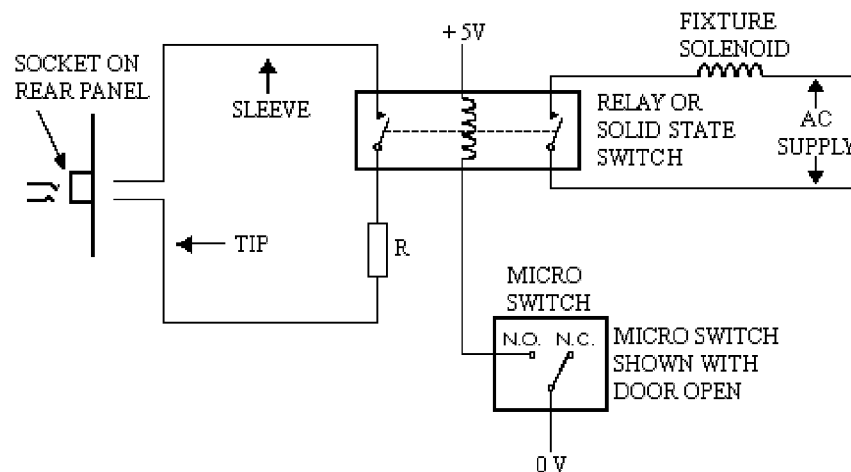 FIXTURE
SOLENOID
+ 5V
SOCKET ON
REAR PANEL
SLEEVE
RELAY OR
SOLID STATE
SWITCH
AC
SUPPLY
TIP
R
MICRO
SWITCH
N.O. N.C.
MICRO SWITCH
SHOWN WITH
DOOR OPEN
0 V